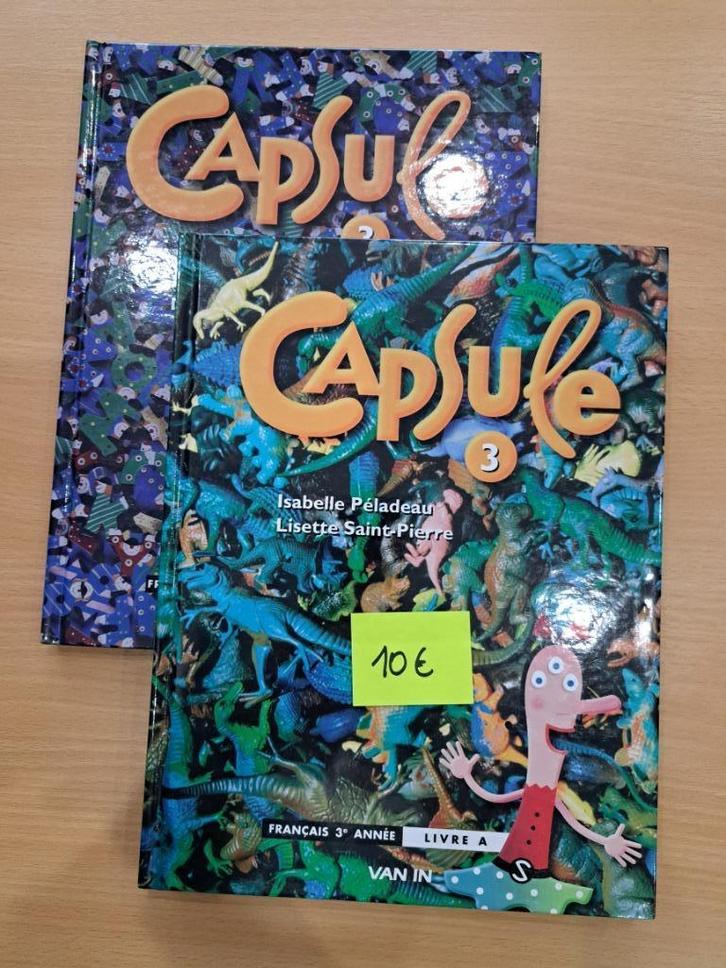 Capsule
3
Capsule
3
Isabelle Péladeau
Lisette Saint-Pierre
10€
FRANÇAIS 3e ANNÉE LIVRE A
VAN IN
S